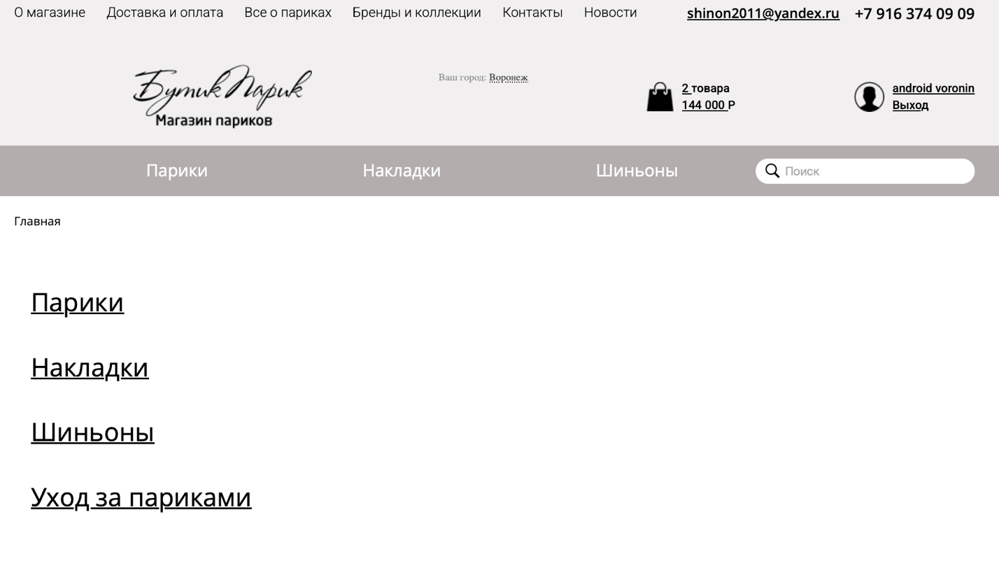 О магазине Доставка и оплата Все о париках Бренды и коллекции Контакты Новости shinon2011@yandex.ru +7 916 374 09 09
Бутик Парик
Магазин париков
Ваш город: Воронеж
2 товара
144 000 Р
android voronin
Выход
Парики Накладки Шиньоны Поиск
Главная
Парики
Накладки
Шиньоны
Уход за париками